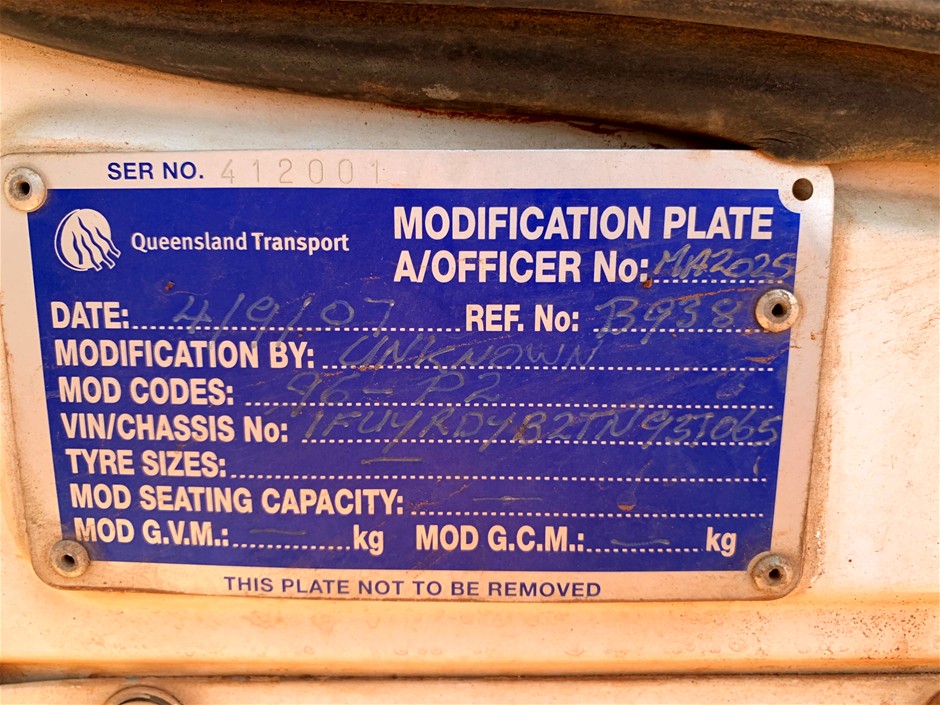 SER NO. 412001
Queensland Transport
MODIFICATION PLATE
A/OFFICER No: MA2025
DATE: 4/9/07 REF. No:
MODIFICATION BY: UNKNOWN
MOD CODES: - P2
VIN/CHASSIS No:
TYRE SIZES: —
MOD SEATING CAPACITY: —
MOD G.V.M.: — kg MOD G.C.M.: — kg
THIS PLATE NOT TO BE REMOVED